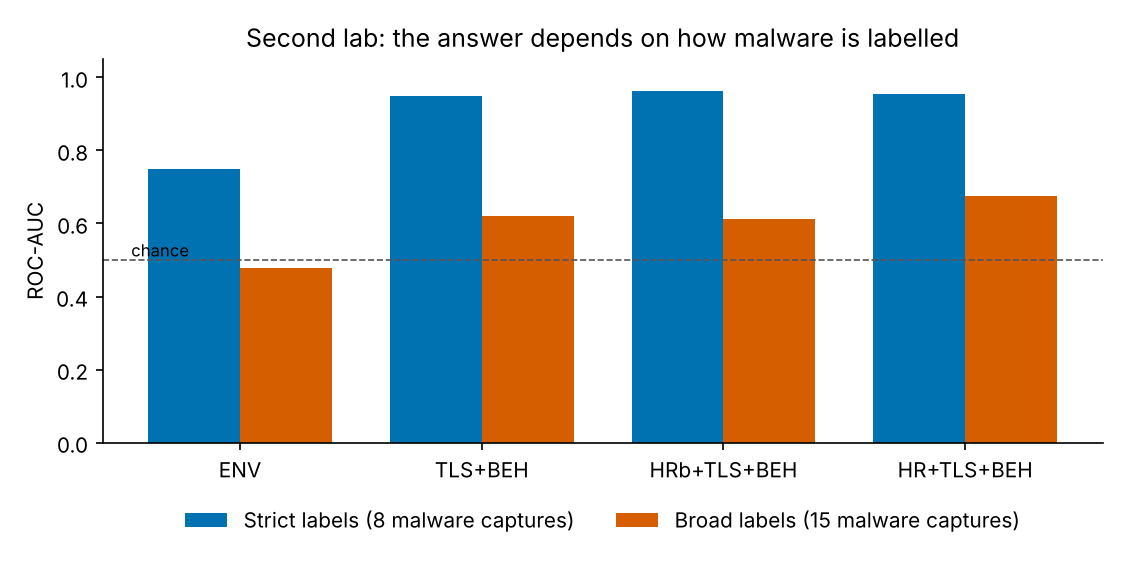 Second lab: the answer depends on how malware is labelled
ROC-AUC
1.0
0.8
0.6
0.4
0.2
0.0
chance
ENV
TLS+BEH
HRb+TLS+BEH
HR+TLS+BEH
Strict labels (8 malware captures)
Broad labels (15 malware captures)